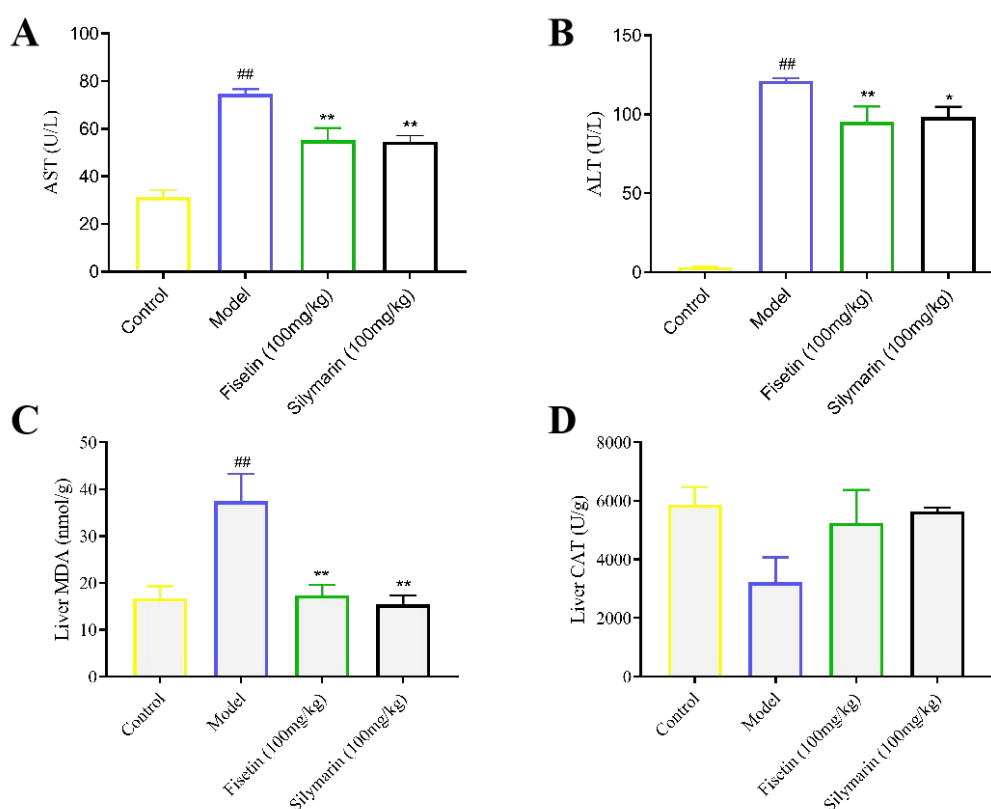 A
AST (U/L)
80
60
40
20
0
##
**
**
Control
Model
Fisetin (100mg/kg)
Silymarin (100mg/kg)
B
ALT (U/L)
150
100
50
0
##
**
*
Control
Model
Fisetin (100mg/kg)
Silymarin (100mg/kg)
C
Liver MDA (nmol/g)
50
40
30
20
10
0
##
**
**
Control
Model
Fisetin (100mg/kg)
Silymarin (100mg/kg)
D
Liver CAT (U/g)
8000
6000
4000
2000
0
Control
Model
Fisetin (100mg/kg)
Silymarin (100mg/kg)